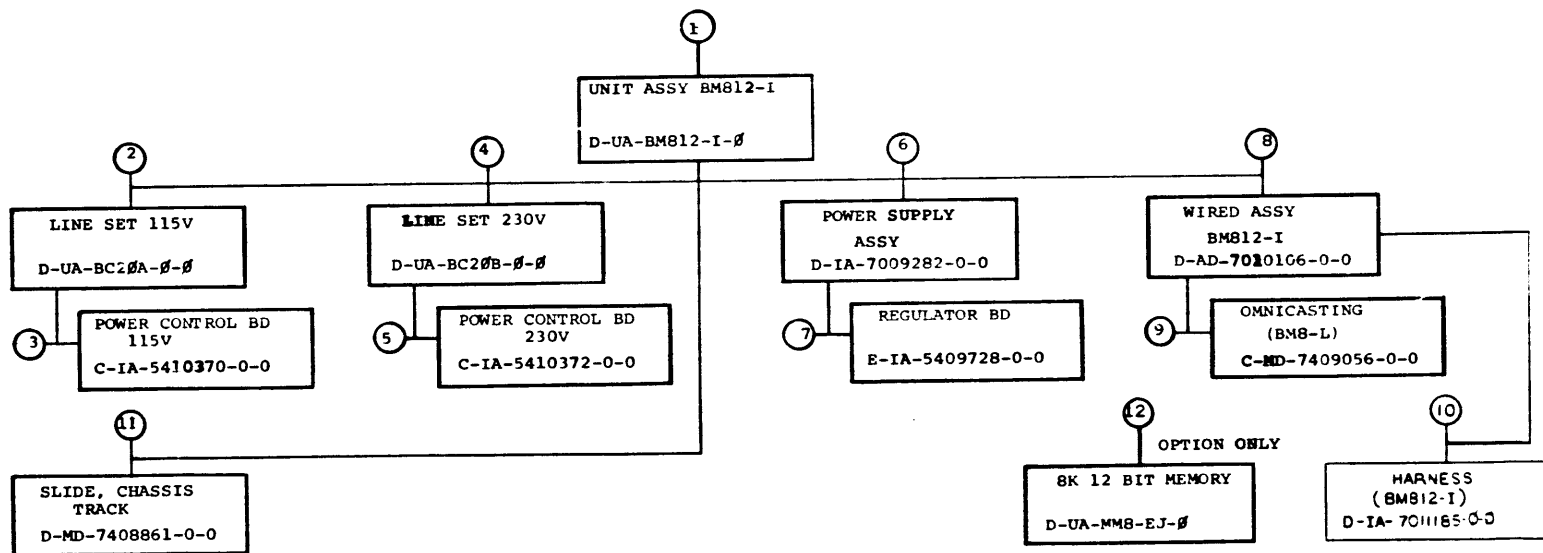 1
UNIT ASSY BM812-I
D-UA-BM812-I-Ø
2
LINE SET 115V
D-UA-BC2ØA-Ø-Ø
4
LINE SET 230V
D-UA-BC2ØB-Ø-Ø
6
POWER SUPPLY
ASSY
D-IA-7009282-0-0
8
WIRED ASSY
BM812-I
D-AD-7010106-0-0
3
POWER CONTROL BD
115V
C-IA-5410370-0-0
5
POWER CONTROL BD
230V
C-IA-5410372-0-0
7
REGULATOR BD
E-IA-5409728-0-0
9
OMNICASTING
(BM8-L)
C-MD-7409056-0-0
11
SLIDE, CHASSIS
TRACK
D-MD-7408861-0-0
12
OPTION ONLY
8K 12 BIT MEMORY
D-UA-MM8-EJ-Ø
10
HARNESS
(BM812-I)
D-IA-7011185-0-0